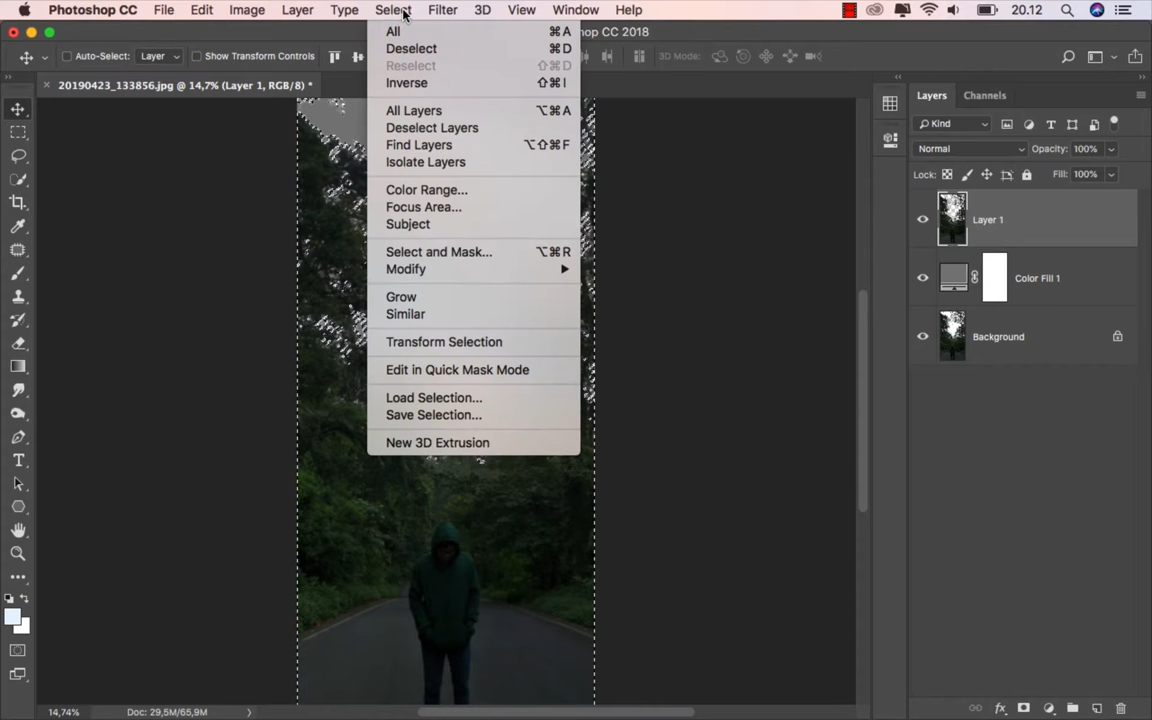 Photoshop CC File Edit Image Layer Type Select Filter 3D View Window Help 20.12
Photoshop CC 2018
Auto-Select: Layer Show Transform Controls 3D Mode:
20190423_133856.jpg @ 14,7% (Layer 1, RGB/8) *
All ⌘A
Deselect ⌘D
Reselect ⇧⌘D
Inverse ⇧⌘I
All Layers ⌥⌘A
Deselect Layers
Find Layers ⌥⇧⌘F
Isolate Layers
Color Range...
Focus Area...
Subject
Select and Mask... ⌥⌘R
Modify
Grow
Similar
Transform Selection
Edit in Quick Mask Mode
Load Selection...
Save Selection...
New 3D Extrusion
Layers Channels
Kind
Normal Opacity: 100%
Lock: Fill: 100%
Layer 1
Color Fill 1
Background
14,74% Doc: 29,5M/65,9M